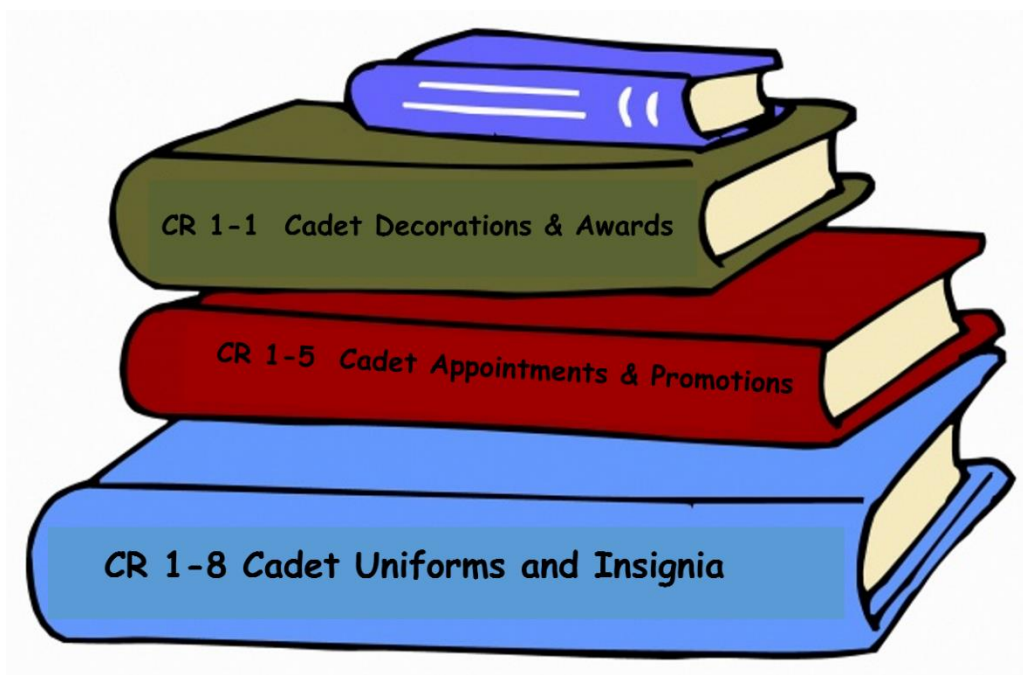 CR 1-1 Cadet Decorations & Awards
CR 1-5 Cadet Appointments & Promotions
CR 1-8 Cadet Uniforms and Insignia